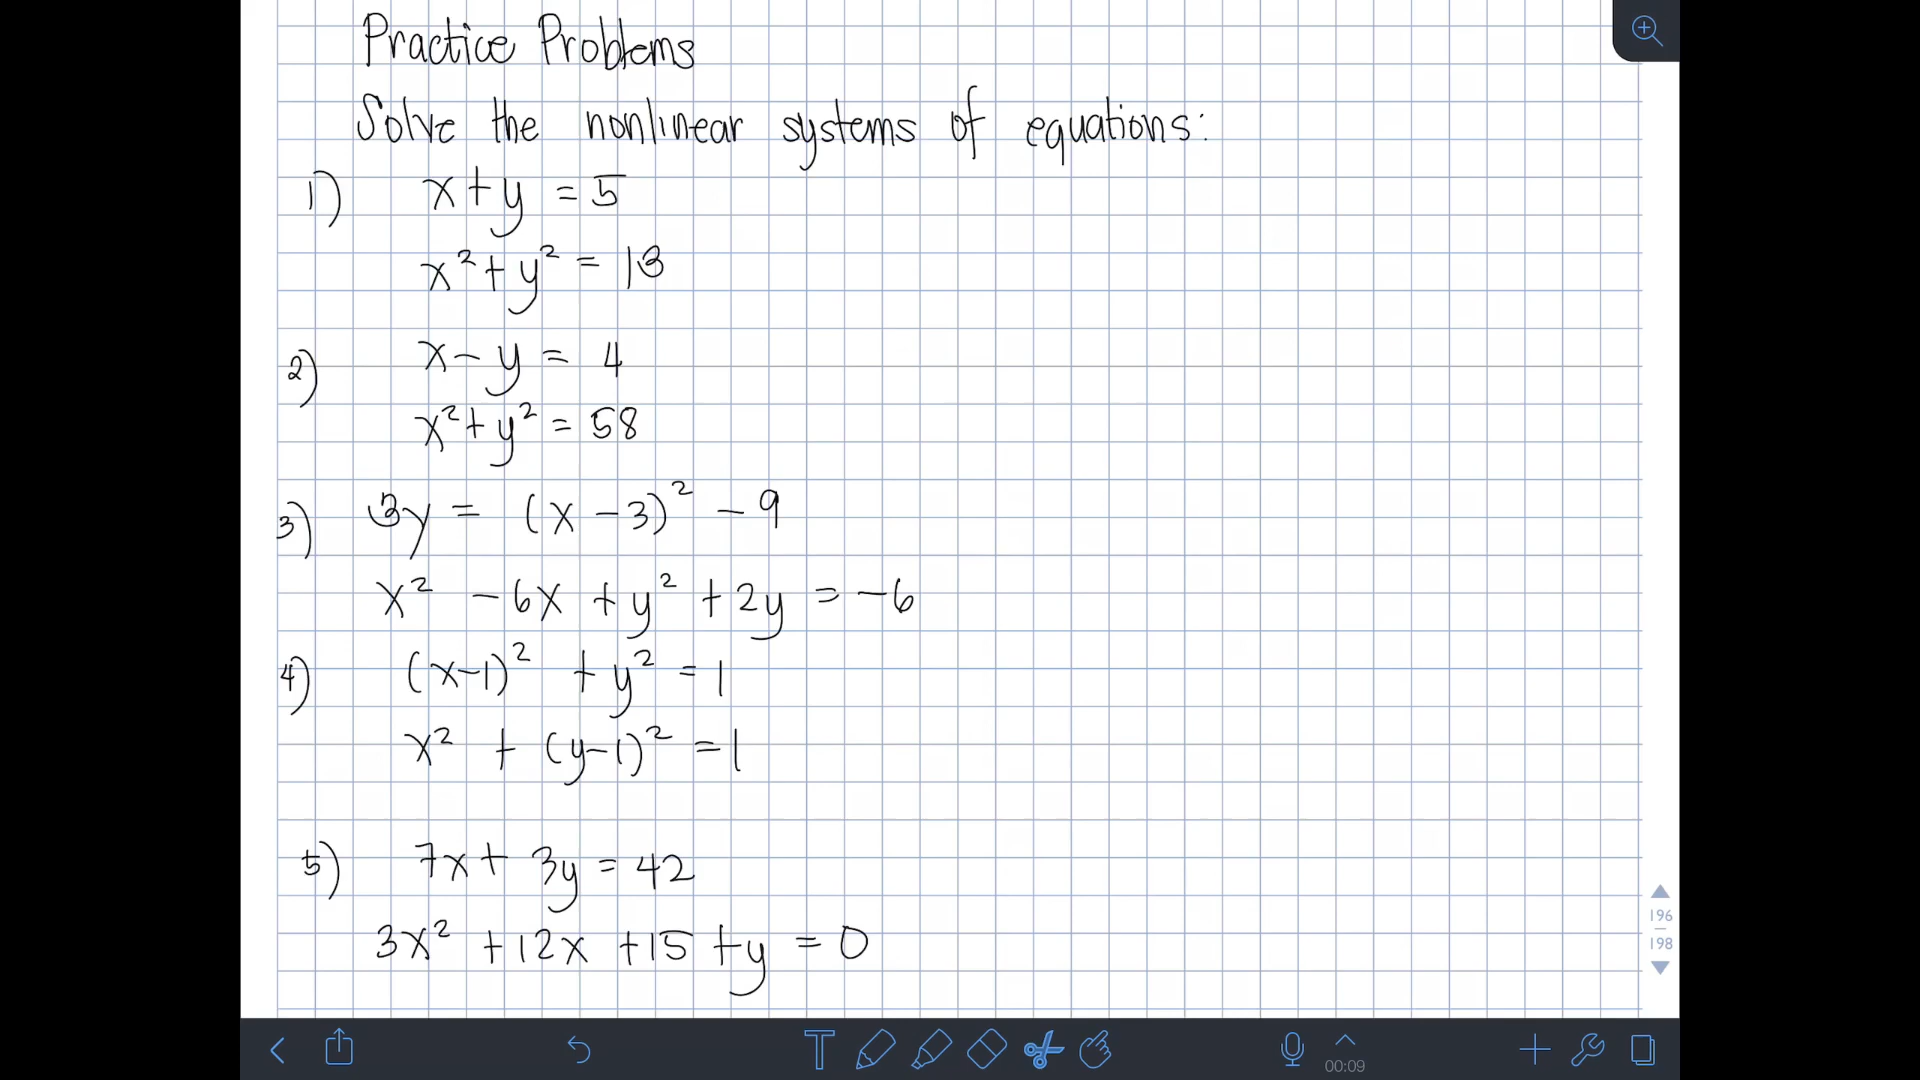 Practice Problems
Solve the nonlinear systems of equations:
1) x+y = 5
x² + y² = 13
2) x - y = 4
x² + y² = 58
3) 3y = (x - 3)² - 9
x² - 6x + y² + 2y = -6
4) (x-1)² + y² = 1
x² + (y-1)² = 1
5) 7x + 3y = 42
3x² + 12x + 15 + y = 0
196
198
00:09